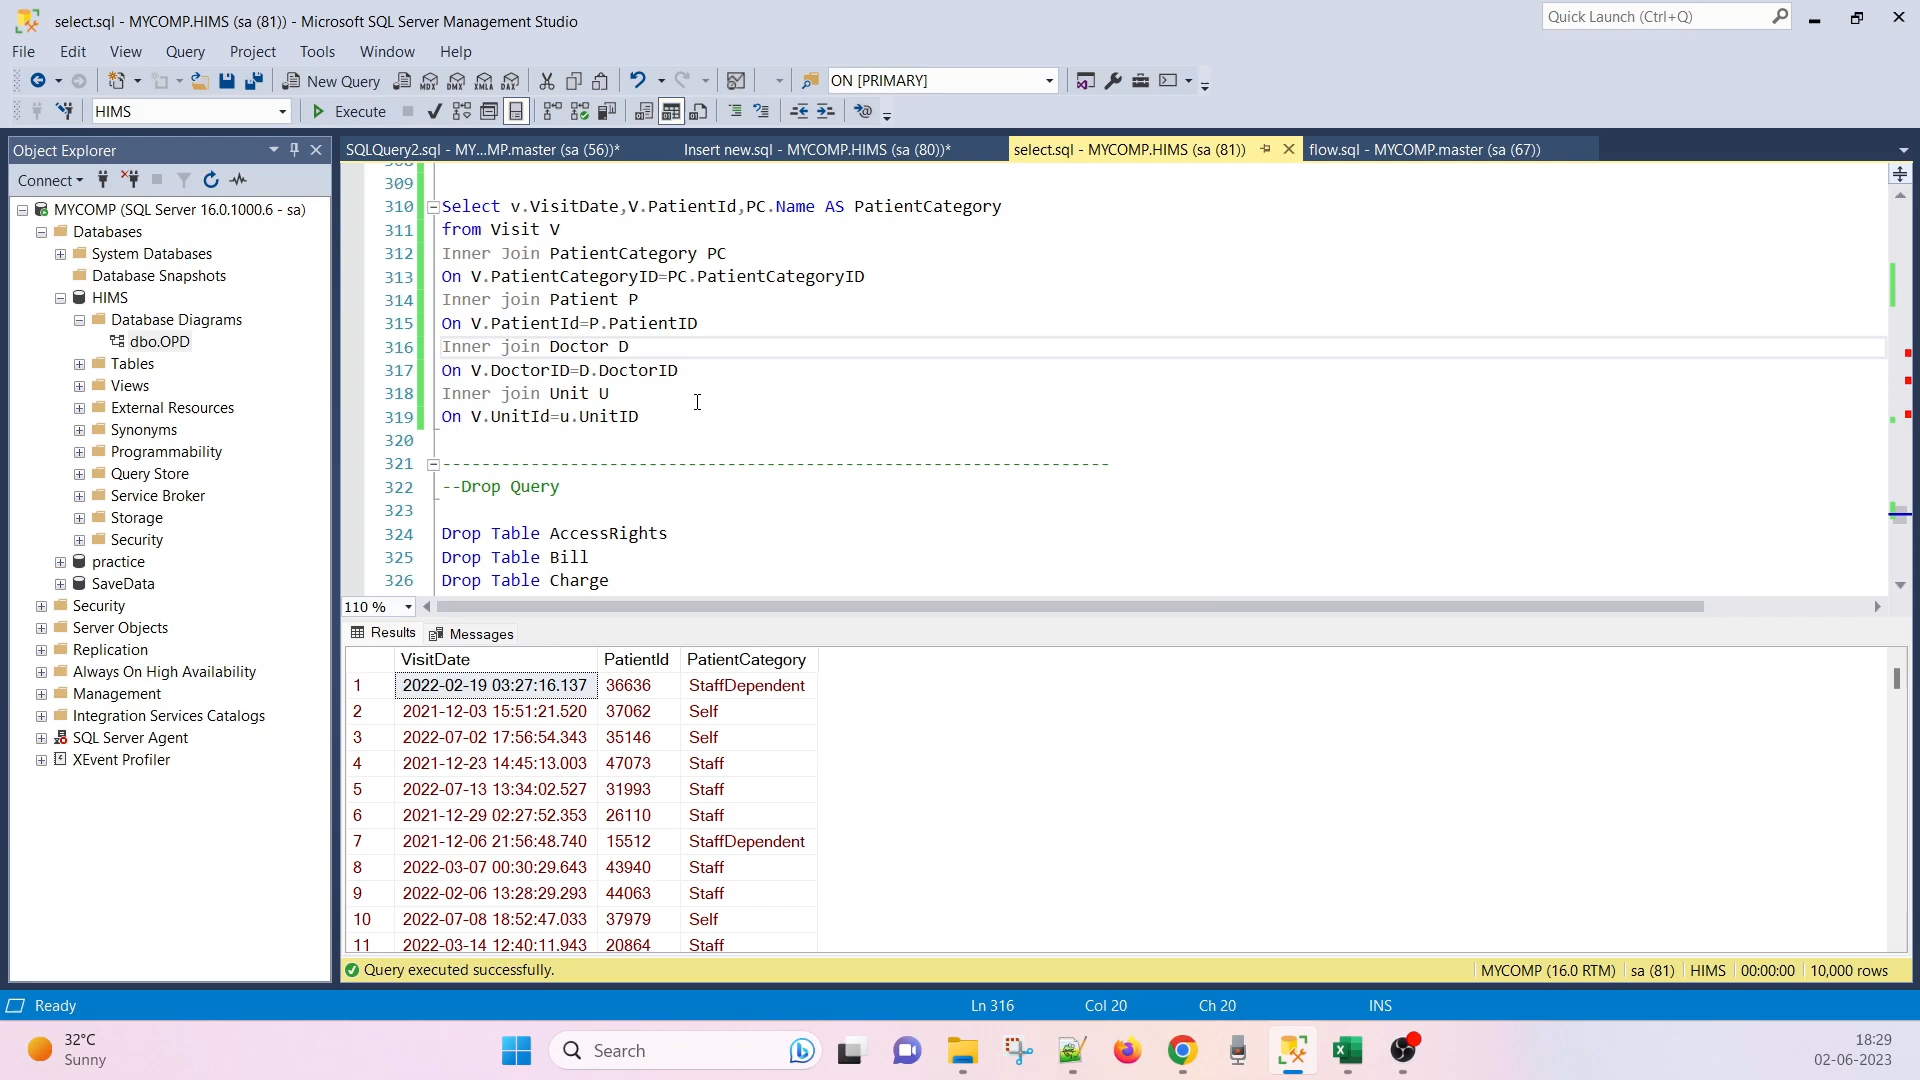 select.sql - MYCOMP.HIMS (sa (81)) - Microsoft SQL Server Management Studio
Quick Launch (Ctrl+Q)
File Edit View Query Project Tools Window Help
New Query
MDX DMX XMLA DAX
ON [PRIMARY]
HIMS
Execute
Object Explorer
SQLQuery2.sql - MY...MP.master (sa (56))*
Insert new.sql - MYCOMP.HIMS (sa (80))*
select.sql - MYCOMP.HIMS (sa (81))
flow.sql - MYCOMP.master (sa (67))
Connect
MYCOMP (SQL Server 16.0.1000.6 - sa)
Databases
System Databases
Database Snapshots
HIMS
Database Diagrams
dbo.OPD
Tables
Views
External Resources
Synonyms
Programmability
Query Store
Service Broker
Storage
Security
practice
SaveData
Security
Server Objects
Replication
Always On High Availability
Management
Integration Services Catalogs
SQL Server Agent
XEvent Profiler
309
310 Select v.VisitDate,V.PatientId,PC.Name AS PatientCategory
311 from Visit V
312 Inner Join PatientCategory PC
313 On V.PatientCategoryID=PC.PatientCategoryID
314 Inner join Patient P
315 On V.PatientId=P.PatientID
316 Inner join Doctor D
317 On V.DoctorID=D.DoctorID
318 Inner join Unit U
319 On V.UnitId=u.UnitID
320
321 --------------------------------------------------------------------
322 --Drop Query
323
324 Drop Table AccessRights
325 Drop Table Bill
326 Drop Table Charge
110 %
Results Messages
VisitDate PatientId PatientCategory
1 2022-02-19 03:27:16.137 36636 StaffDependent
2 2021-12-03 15:51:21.520 37062 Self
3 2022-07-02 17:56:54.343 35146 Self
4 2021-12-23 14:45:13.003 47073 Staff
5 2022-07-13 13:34:02.527 31993 Staff
6 2021-12-29 02:27:52.353 26110 Staff
7 2021-12-06 21:56:48.740 15512 StaffDependent
8 2022-03-07 00:30:29.643 43940 Staff
9 2022-02-06 13:28:29.293 44063 Staff
10 2022-07-08 18:52:47.033 37979 Self
11 2022-03-14 12:40:11.943 20864 Staff
Query executed successfully.
MYCOMP (16.0 RTM) sa (81) HIMS 00:00:00 10,000 rows
Ready
Ln 316 Col 20 Ch 20 INS
32°C
Sunny
Search
18:29
02-06-2023